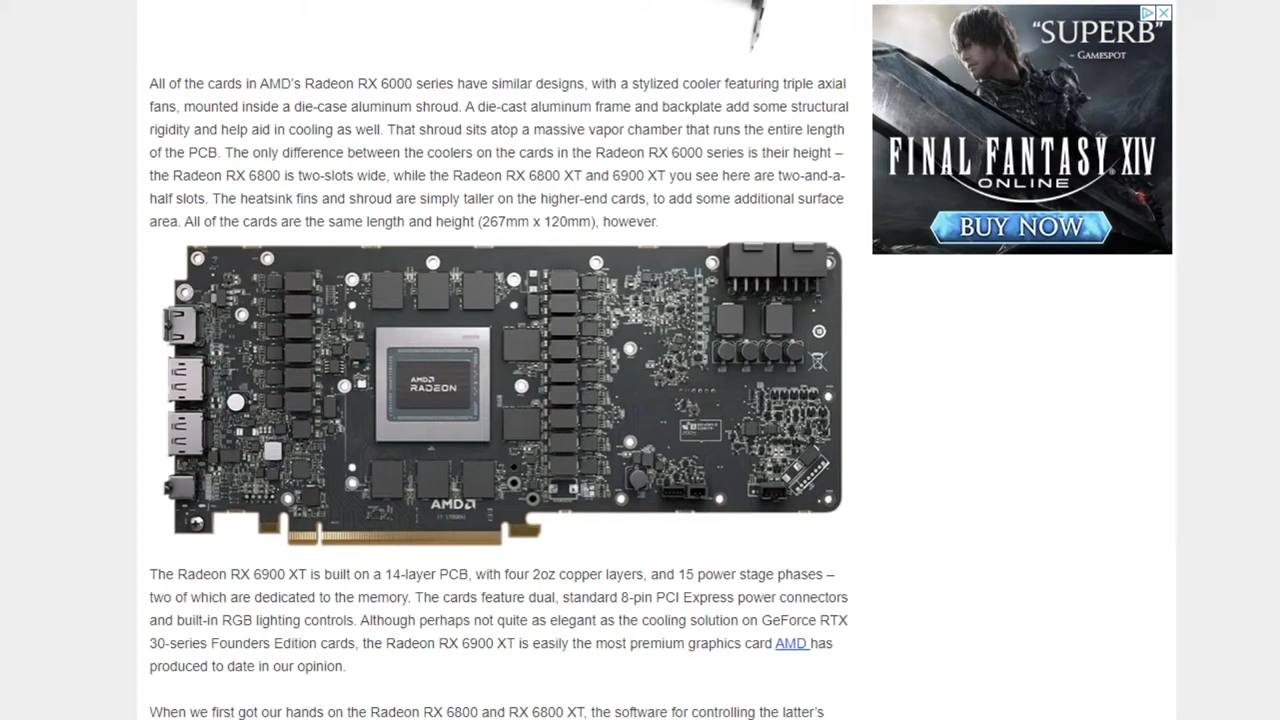 All of the cards in AMD's Radeon RX 6000 series have similar designs, with a stylized cooler featuring triple axial
fans, mounted inside a die-case aluminum shroud. A die-cast aluminum frame and backplate add some structural
rigidity and help aid in cooling as well. That shroud sits atop a massive vapor chamber that runs the entire length
of the PCB. The only difference between the coolers on the cards in the Radeon RX 6000 series is their height –
the Radeon RX 6800 is two-slots wide, while the Radeon RX 6800 XT and 6900 XT you see here are two-and-a-
half slots. The heatsink fins and shroud are simply taller on the higher-end cards, to add some additional surface
area. All of the cards are the same length and height (267mm x 120mm), however.
AMD
RADEON
AMD
The Radeon RX 6900 XT is built on a 14-layer PCB, with four 2oz copper layers, and 15 power stage phases –
two of which are dedicated to the memory. The cards feature dual, standard 8-pin PCI Express power connectors
and built-in RGB lighting controls. Although perhaps not quite as elegant as the cooling solution on GeForce RTX
30-series Founders Edition cards, the Radeon RX 6900 XT is easily the most premium graphics card AMD has
produced to date in our opinion.
When we first got our hands on the Radeon RX 6800 and RX 6800 XT, the software for controlling the latter's
"SUPERB"
- GAMESPOT
FINAL FANTASY XIV
ONLINE
BUY NOW